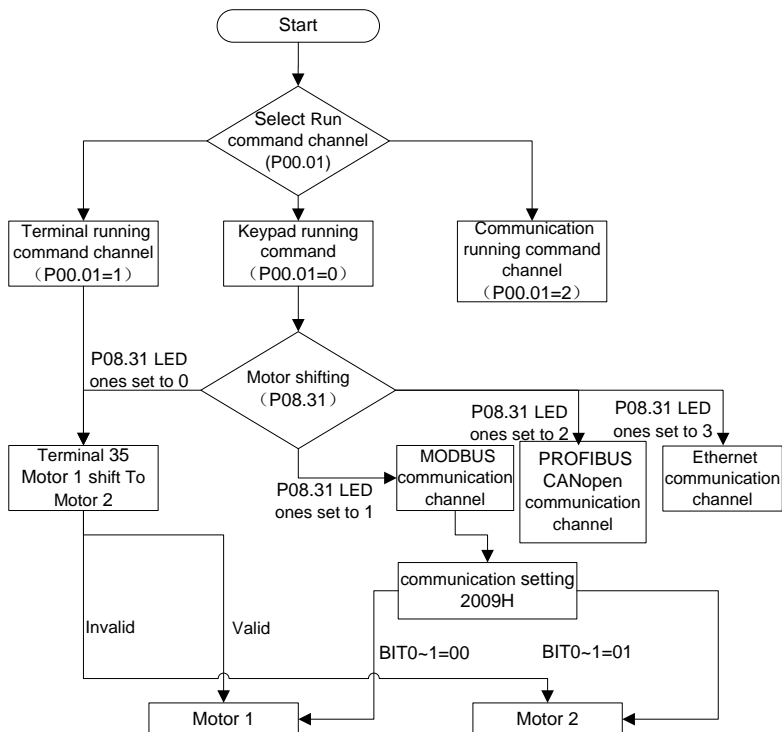 Start
Select Run
command channel
(P00.01)
Terminal running
command channel
（P00.01=1）
Keypad running
command
（P00.01=0）
Communication
running command
channel
（P00.01=2）
P08.31 LED
ones set to 0
Motor shifting
（P08.31）
P08.31 LED
ones set to 2
P08.31 LED
ones set to 3
Terminal 35
Motor 1 shift To
Motor 2
P08.31 LED
ones set to 1
MODBUS
communication
channel
PROFIBUS
CANopen
communication
channel
Ethernet
communication
channel
communication setting
2009H
Invalid
Valid
BIT0~1=00
BIT0~1=01
Motor 1
Motor 2